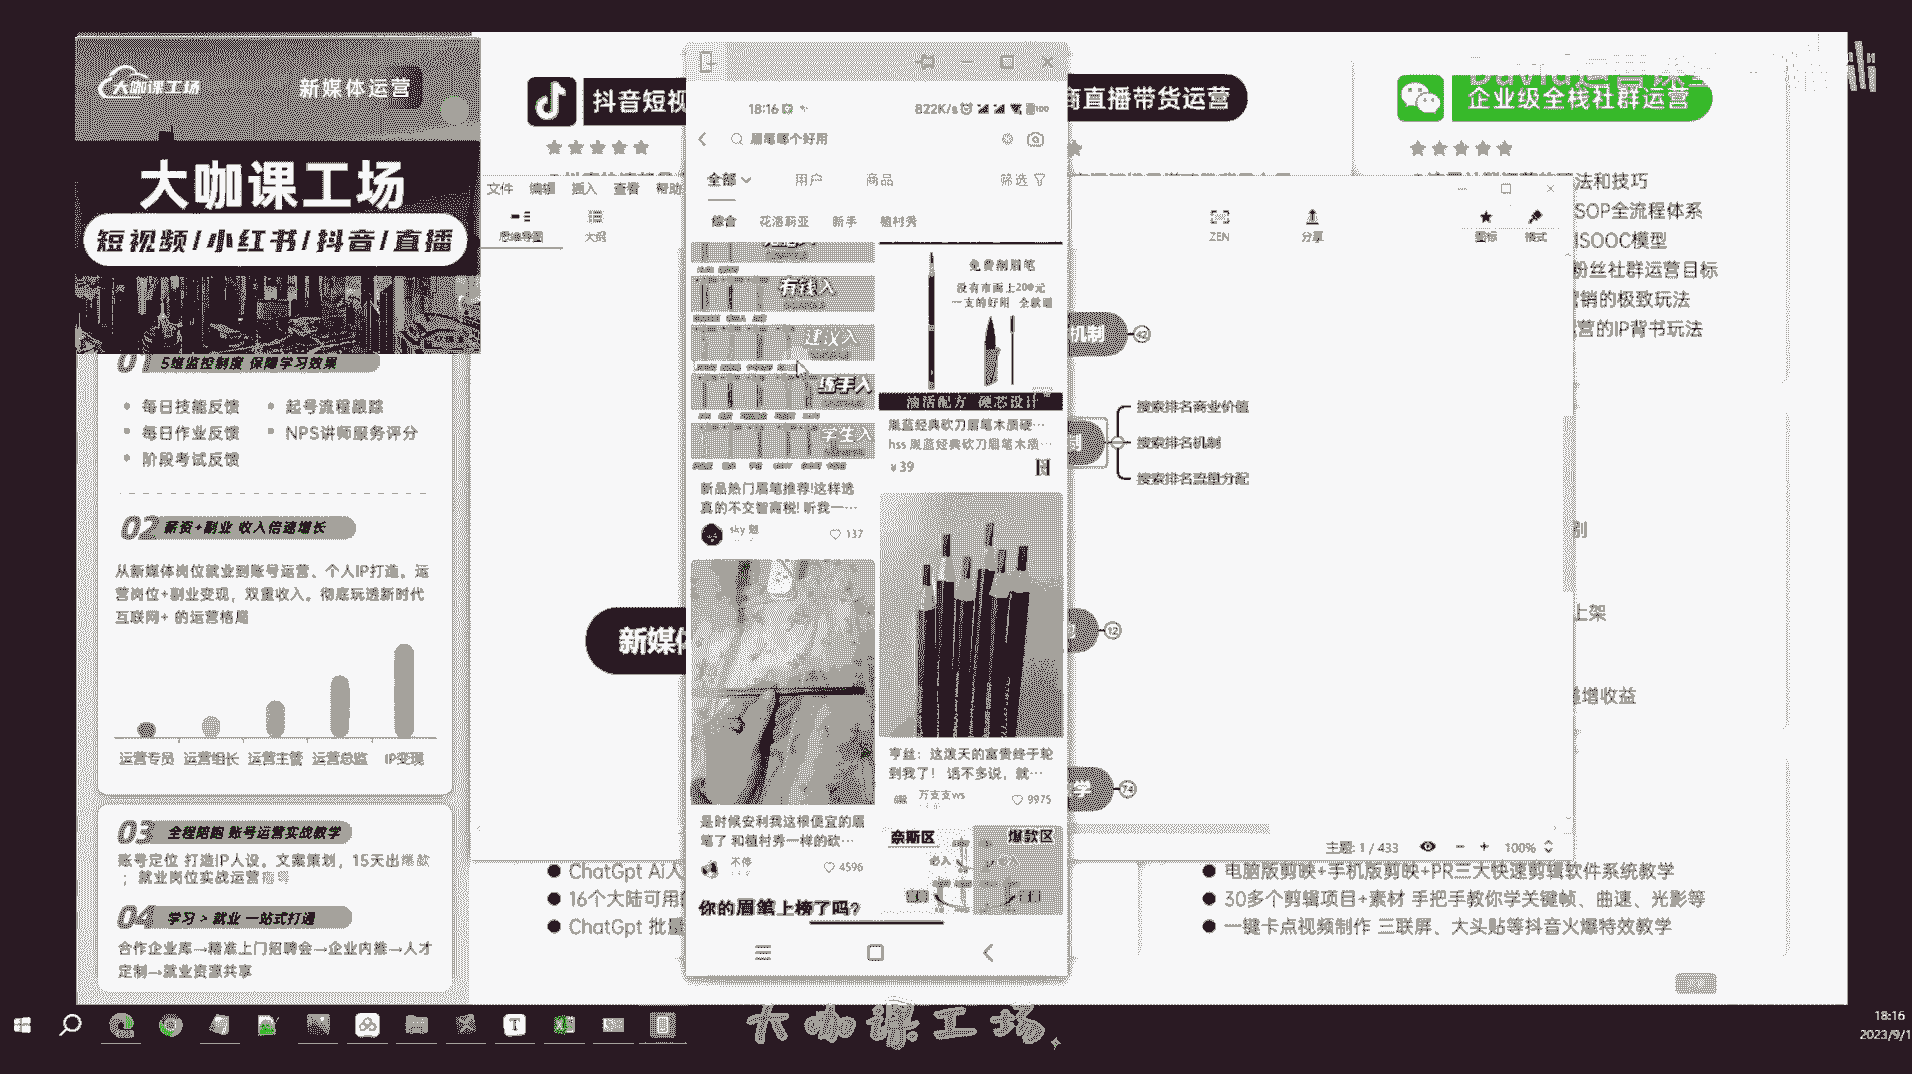 大咖课工场
新媒体运营
大咖课工场
短视频/小红书/抖音/直播
01 5维监控制度 保障学习效果
每日技能反馈
起号流程跟踪
每日作业反馈
NPS讲师服务评分
阶段考试反馈
02 薪资+副业 收入倍速增长
从新媒体岗位就业到账号运营、个人IP打造。运
营岗位+副业变现，双重收入。彻底玩透新时代
互联网+ 的运营格局
运营专员 运营组长 运营主管 运营总监 IP变现
03 全程陪跑 账号运营实战教学
账号定位 打造IP人设。文案策划，15天出爆款
；就业岗位实战运营指导
04 学习 > 就业 一站式打通
合作企业库→精准上门招聘会→企业内推→人才
定制→就业资源共享
抖音短视
商直播带货运营
企业级全栈社群运营
文件 编辑 插入 查看 帮助
思维导图 大纲
ZEN 分享 图标 格式
法和技巧
SOP全流程体系
ISOOC模型
粉丝社群运营目标
营销的极致玩法
营的IP背书玩法
18:16
822K/s
眉笔哪个好用
全部 用户 商品 筛选
综合 花洛莉亚 新手 植村秀
有钱入
建议入
练手入
学生入
新品热门眉笔推荐!这样选
真的不交智商税! 听我一…
sky 魁
137
免费削眉笔
没有市面上200元
一支的好用 全款退
油活配方 硬芯设计
胤蓝经典砍刀眉笔木质硬…
hss 胤蓝经典砍刀眉笔木质…
¥39
是时候安利我这根便宜的眉
笔了 和植村秀一样的砍…
不停
4596
亨丝：这泼天的富贵终于轮
到我了！ 话不多说，就…
万支支ws
9975
你的眉笔上榜了吗?
奈斯区
爆款区
必入
机制
42
搜索排名商业价值
搜索排名机制
搜索排名流量分配
新媒体
12
学
74
上架
增收益
主题: 1 / 433
100%
ChatGpt Ai人
16个大陆可用
ChatGpt 批量
电脑版剪映+手机版剪映+PR三大快速剪辑软件系统教学
30多个剪辑项目+素材 手把手教你学关键帧、曲速、光影等
一键卡点视频制作 三联屏、大头贴等抖音火爆特效教学
大咖课工场
18:16
2023/9/1